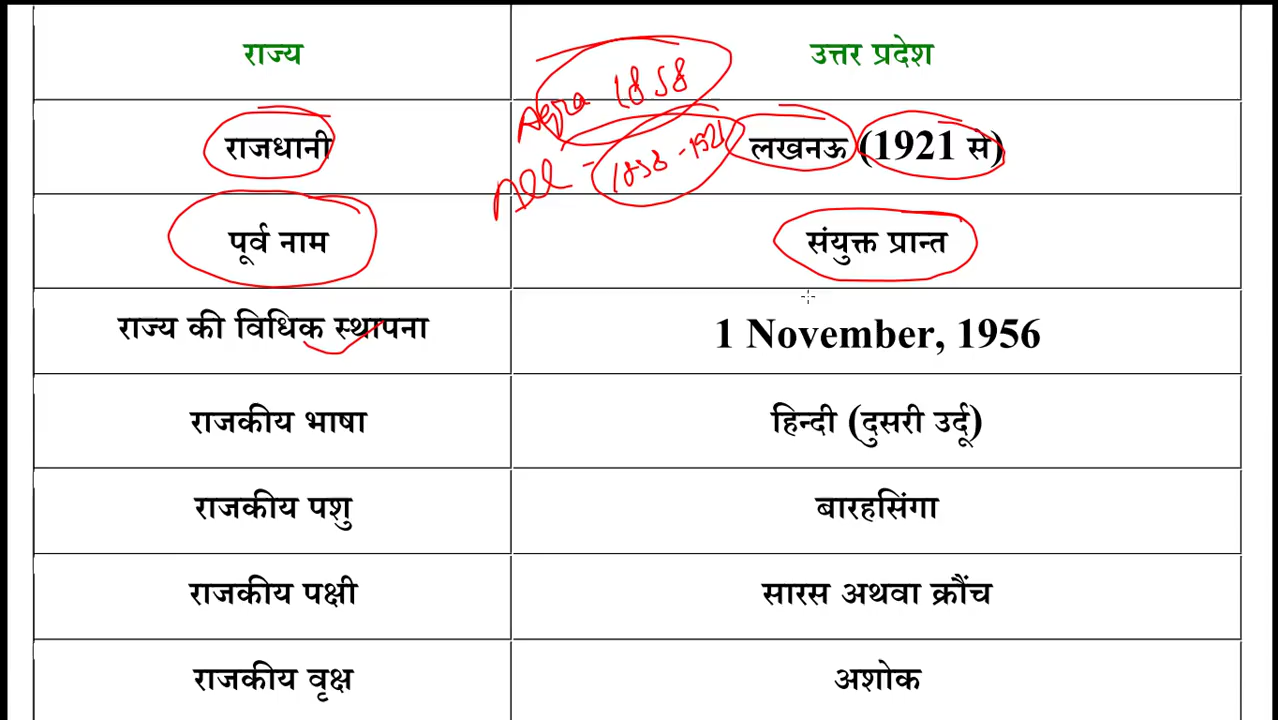 राज्य उत्तर प्रदेश
Agra 1858
राजधानी लखनऊ (1921 से)
1858 - 1921
पूर्व नाम संयुक्त प्रान्त
राज्य की विधिक स्थापना 1 November, 1956
राजकीय भाषा हिन्दी (दुसरी उर्दू)
राजकीय पशु बारहसिंगा
राजकीय पक्षी सारस अथवा क्रौंच
राजकीय वृक्ष अशोक